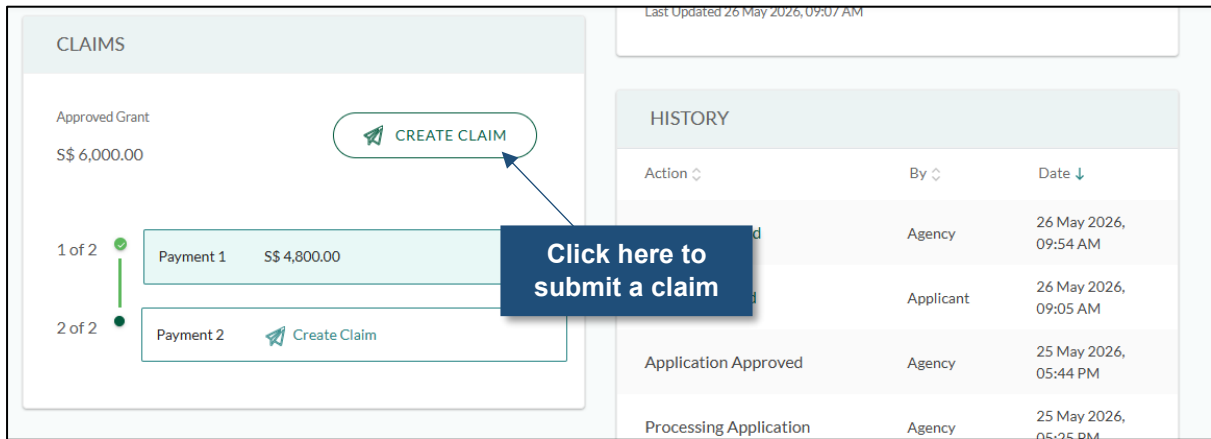 Last Updated 26 May 2026, 09:07 AM
CLAIMS
Approved Grant
CREATE CLAIM
S$ 6,000.00
1 of 2
Payment 1 S$ 4,800.00
2 of 2
Payment 2 Create Claim
Click here to
submit a claim
HISTORY
Action By Date
d Agency 26 May 2026,
09:54 AM
Applicant 26 May 2026,
09:05 AM
Application Approved Agency 25 May 2026,
05:44 PM
Processing Application Agency 25 May 2026,
05:25 PM